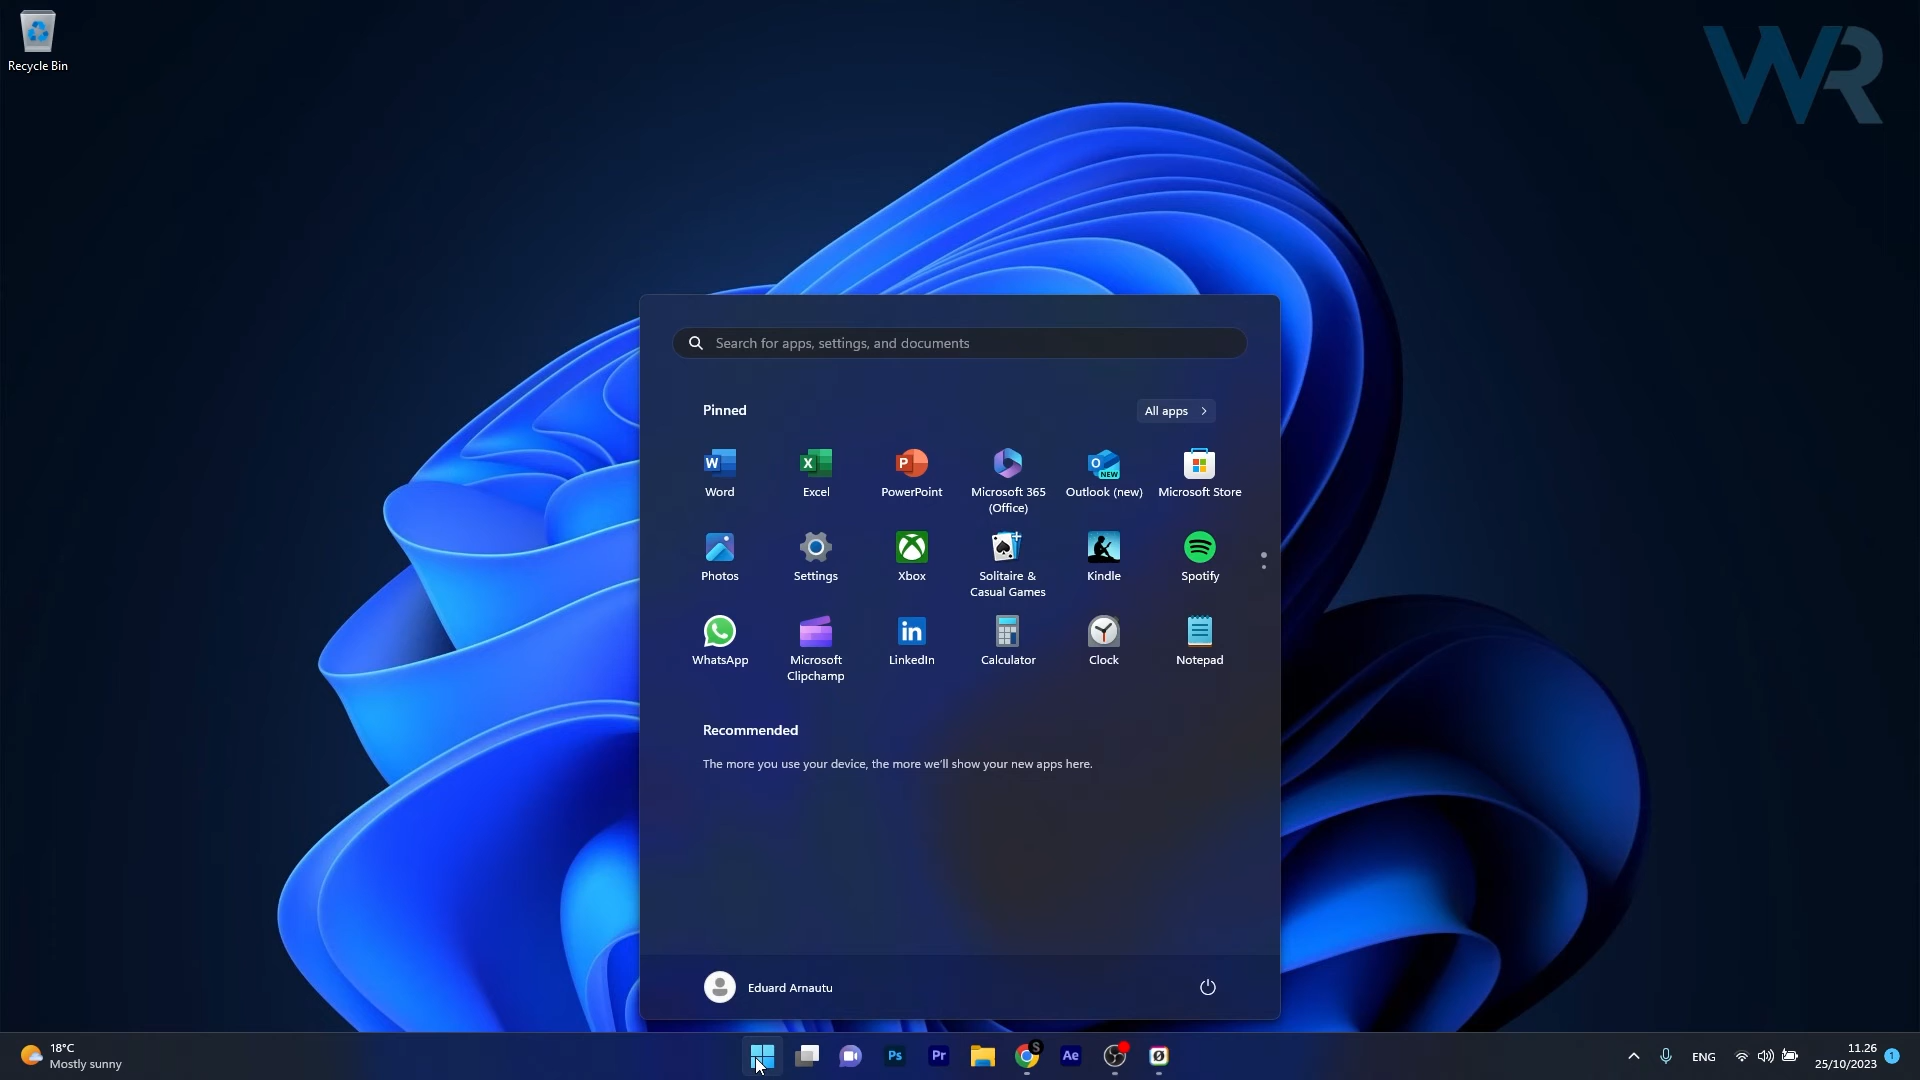 Recycle Bin
WR
Search for apps, settings, and documents
Pinned
All apps
Word
Excel
PowerPoint
Microsoft 365
(Office)
Outlook (new)
Microsoft Store
Photos
Settings
Xbox
Solitaire &
Casual Games
Kindle
Spotify
WhatsApp
Microsoft
Clipchamp
LinkedIn
Calculator
Clock
Notepad
Recommended
The more you use your device, the more we'll show your new apps here.
Eduard Arnautu
18°C
Mostly sunny
Ps
Pr
S
Ae
ENG
11.26
25/10/2023
1